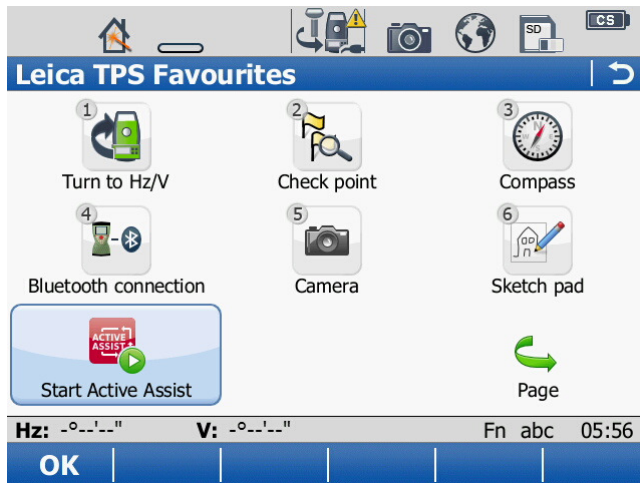 SD
CS
Leica TPS Favourites
1
2
3
Turn to Hz/V
Check point
Compass
4
5
6
Bluetooth connection
Camera
Sketch pad
ACTIVE
ASSIST
Start Active Assist
Page
Hz: -°--'--" V: -°--'--" Fn abc 05:56
OK